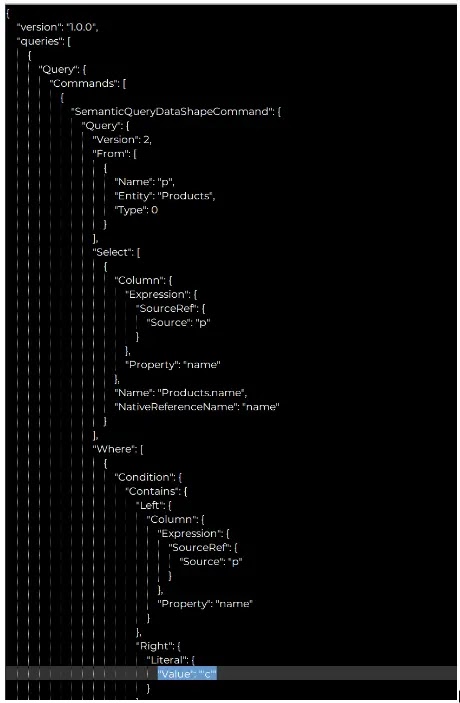 {
"version": "1.0.0",
"queries": [
{
"Query": {
"Commands": [
{
"SemanticQueryDataShapeCommand": {
"Query": {
"Version": 2,
"From": [
{
"Name": "p",
"Entity": "Products",
"Type": 0
}
],
"Select": [
{
"Column": {
"Expression": {
"SourceRef": {
"Source": "p"
}
},
"Property": "name"
},
"Name": "Products.name",
"NativeReferenceName": "name"
}
],
"Where": [
{
"Condition": {
"Contains": {
"Left": {
"Column": {
"Expression": {
"SourceRef": {
"Source": "p"
}
},
"Property": "name"
}
},
"Right": {
"Literal": {
"Value": "'c'"
}